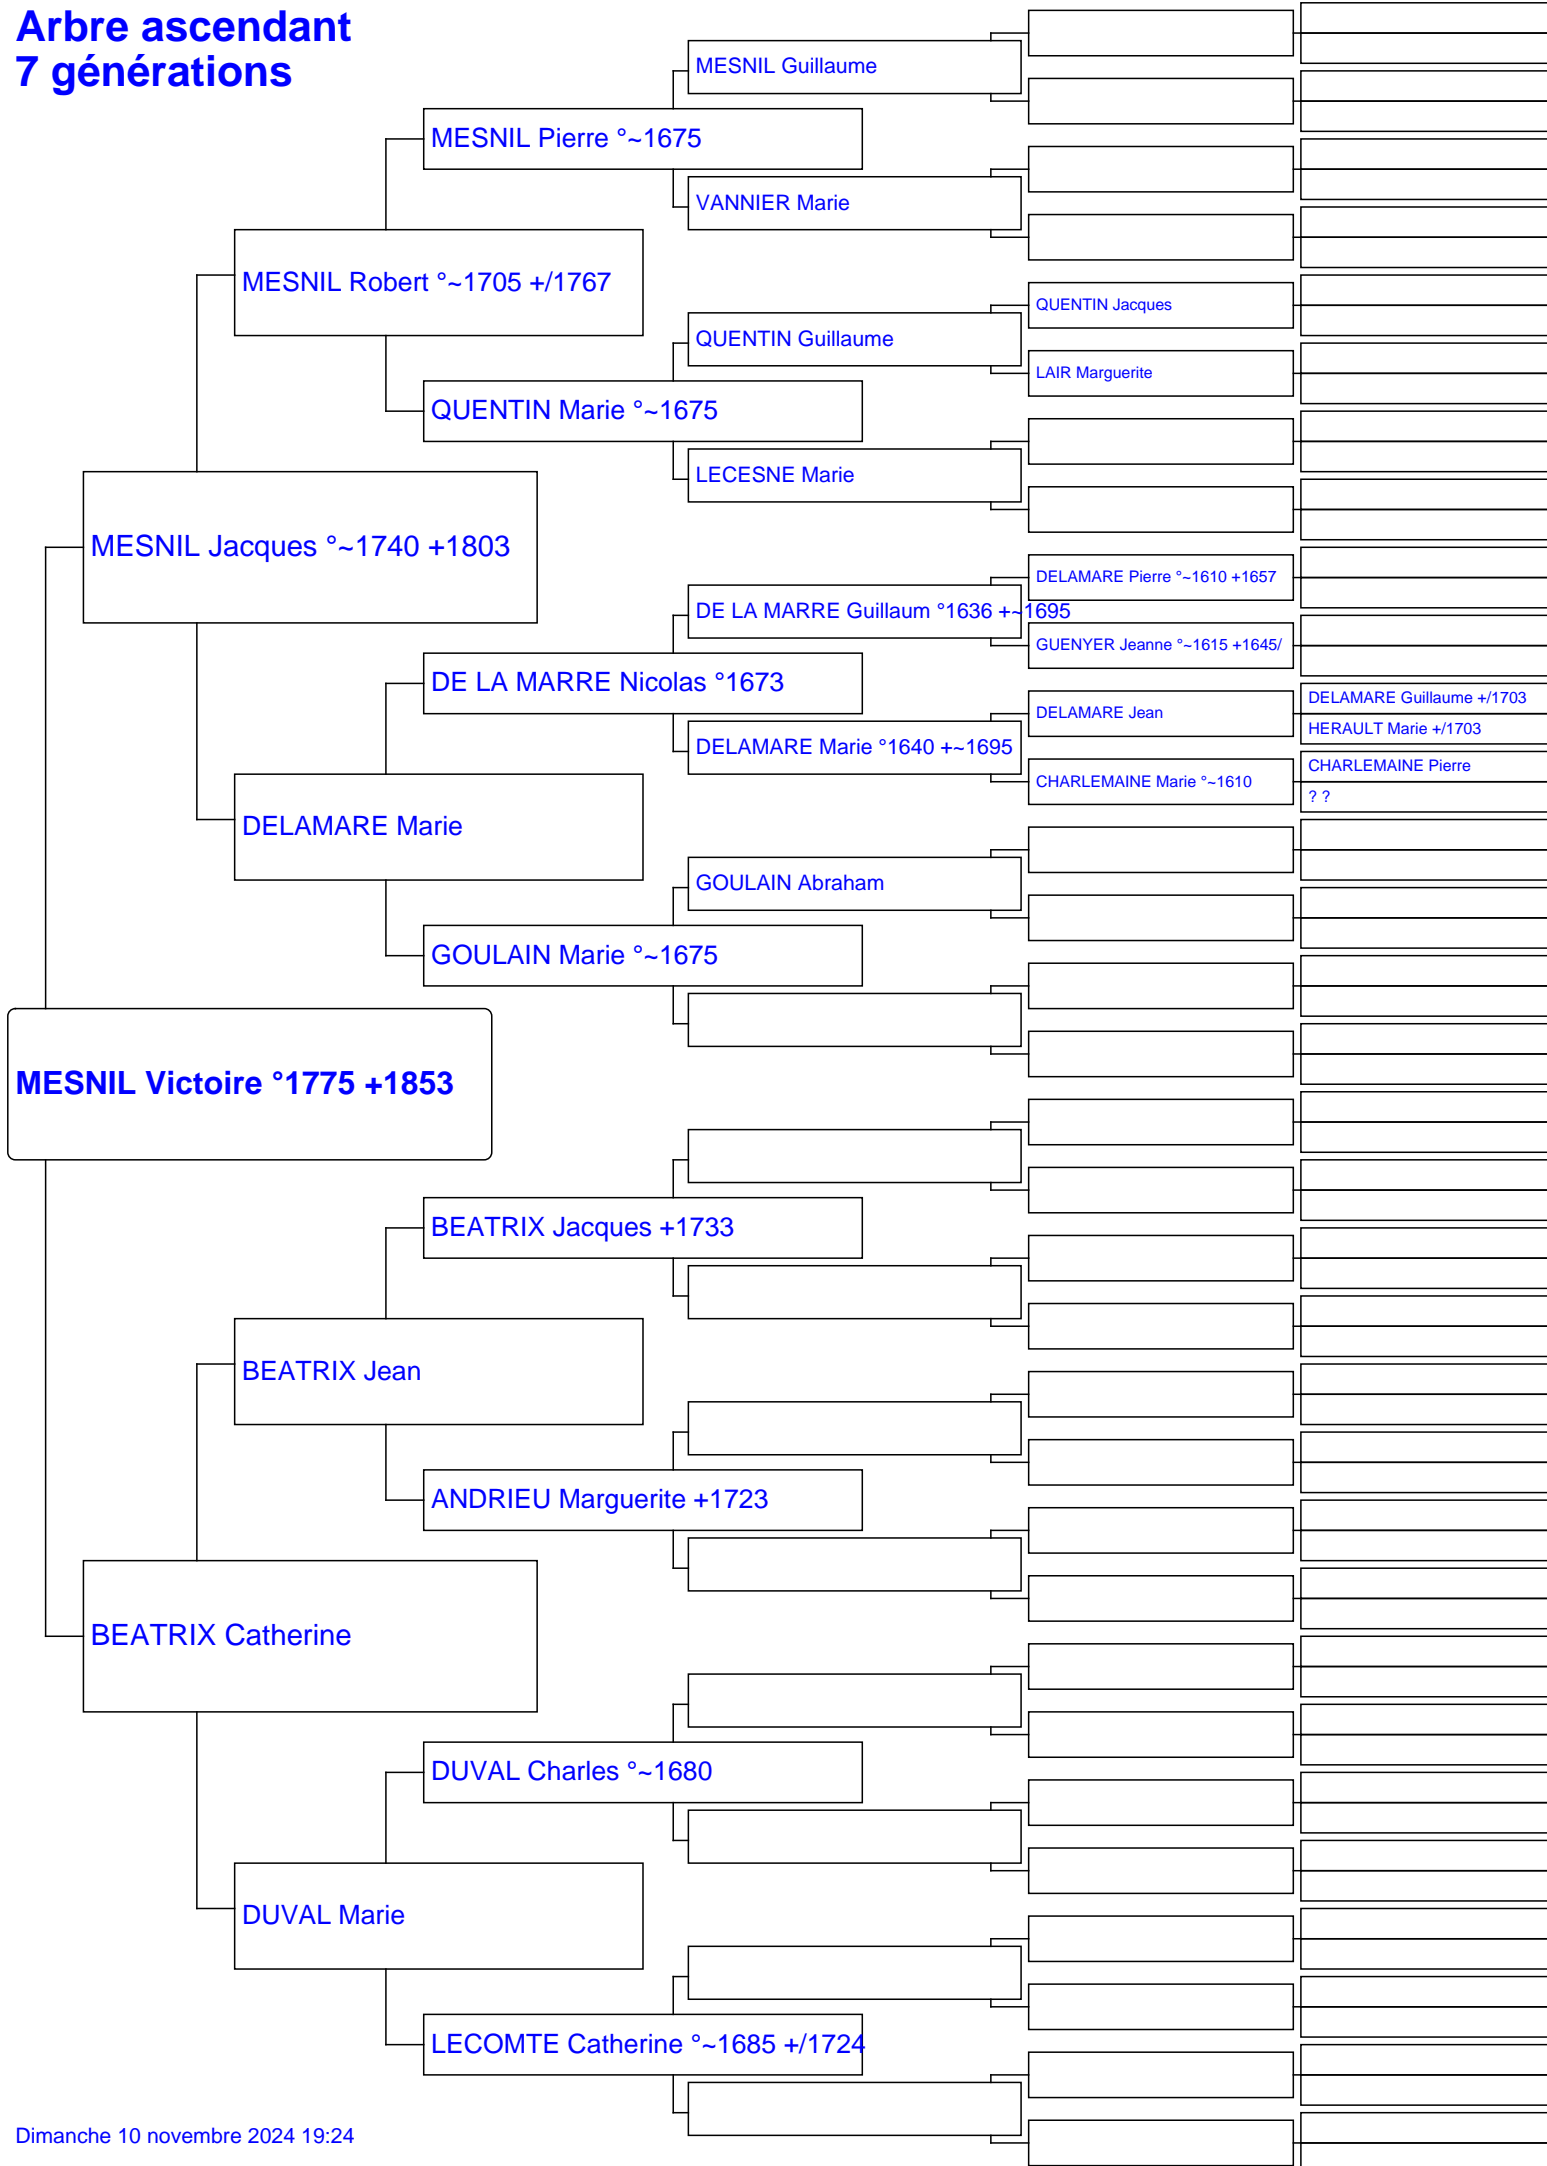 Arbre ascendant
7 générations
MESNIL Guillaume
MESNIL Pierre °~1675
VANNIER Marie
MESNIL Robert °~1705 +/1767
QUENTIN Jacques
QUENTIN Guillaume
LAIR Marguerite
QUENTIN Marie °~1675
LECESNE Marie
MESNIL Jacques °~1740 +1803
DELAMARE Pierre °~1610 +1657
DE LA MARRE Guillaum °1636 +~1695
GUENYER Jeanne °~1615 +1645/
DE LA MARRE Nicolas °1673
DELAMARE Guillaume +/1703
DELAMARE Jean
HERAULT Marie +/1703
DELAMARE Marie °1640 +~1695
CHARLEMAINE Pierre
CHARLEMAINE Marie °~1610
? ?
DELAMARE Marie
GOULAIN Abraham
GOULAIN Marie °~1675
MESNIL Victoire °1775 +1853
BEATRIX Jacques +1733
BEATRIX Jean
ANDRIEU Marguerite +1723
BEATRIX Catherine
DUVAL Charles °~1680
DUVAL Marie
LECOMTE Catherine °~1685 +/1724
Dimanche 10 novembre 2024 19:24